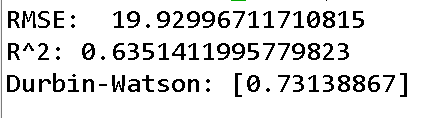 RMSE:  19.92996711710815
R^2: 0.6351411995779823
Durbin-Watson: [0.73138867]